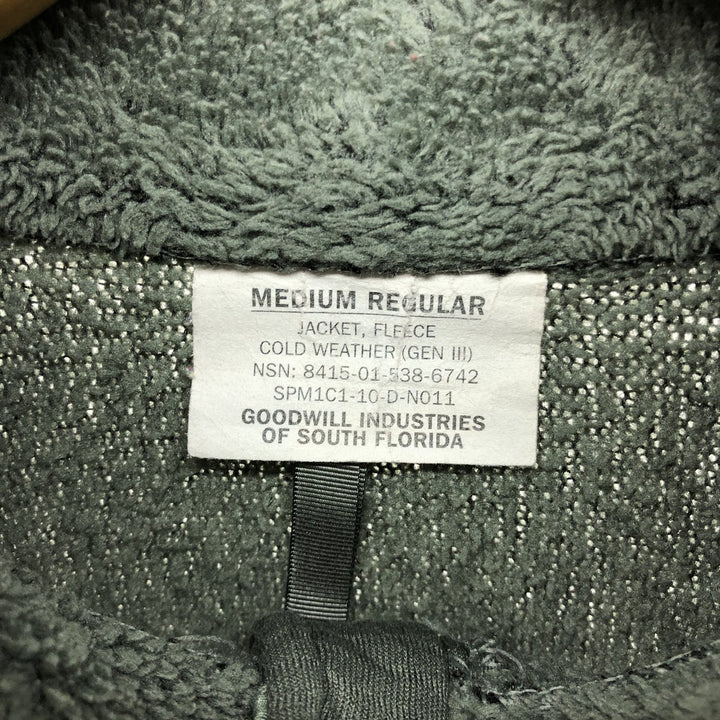 MEDIUM REGULAR
JACKET, FLEECE
COLD WEATHER (GEN III)
NSN: 8415-01-538-6742
SPM1C1-10-D-N011
GOODWILL INDUSTRIES
OF SOUTH FLORIDA